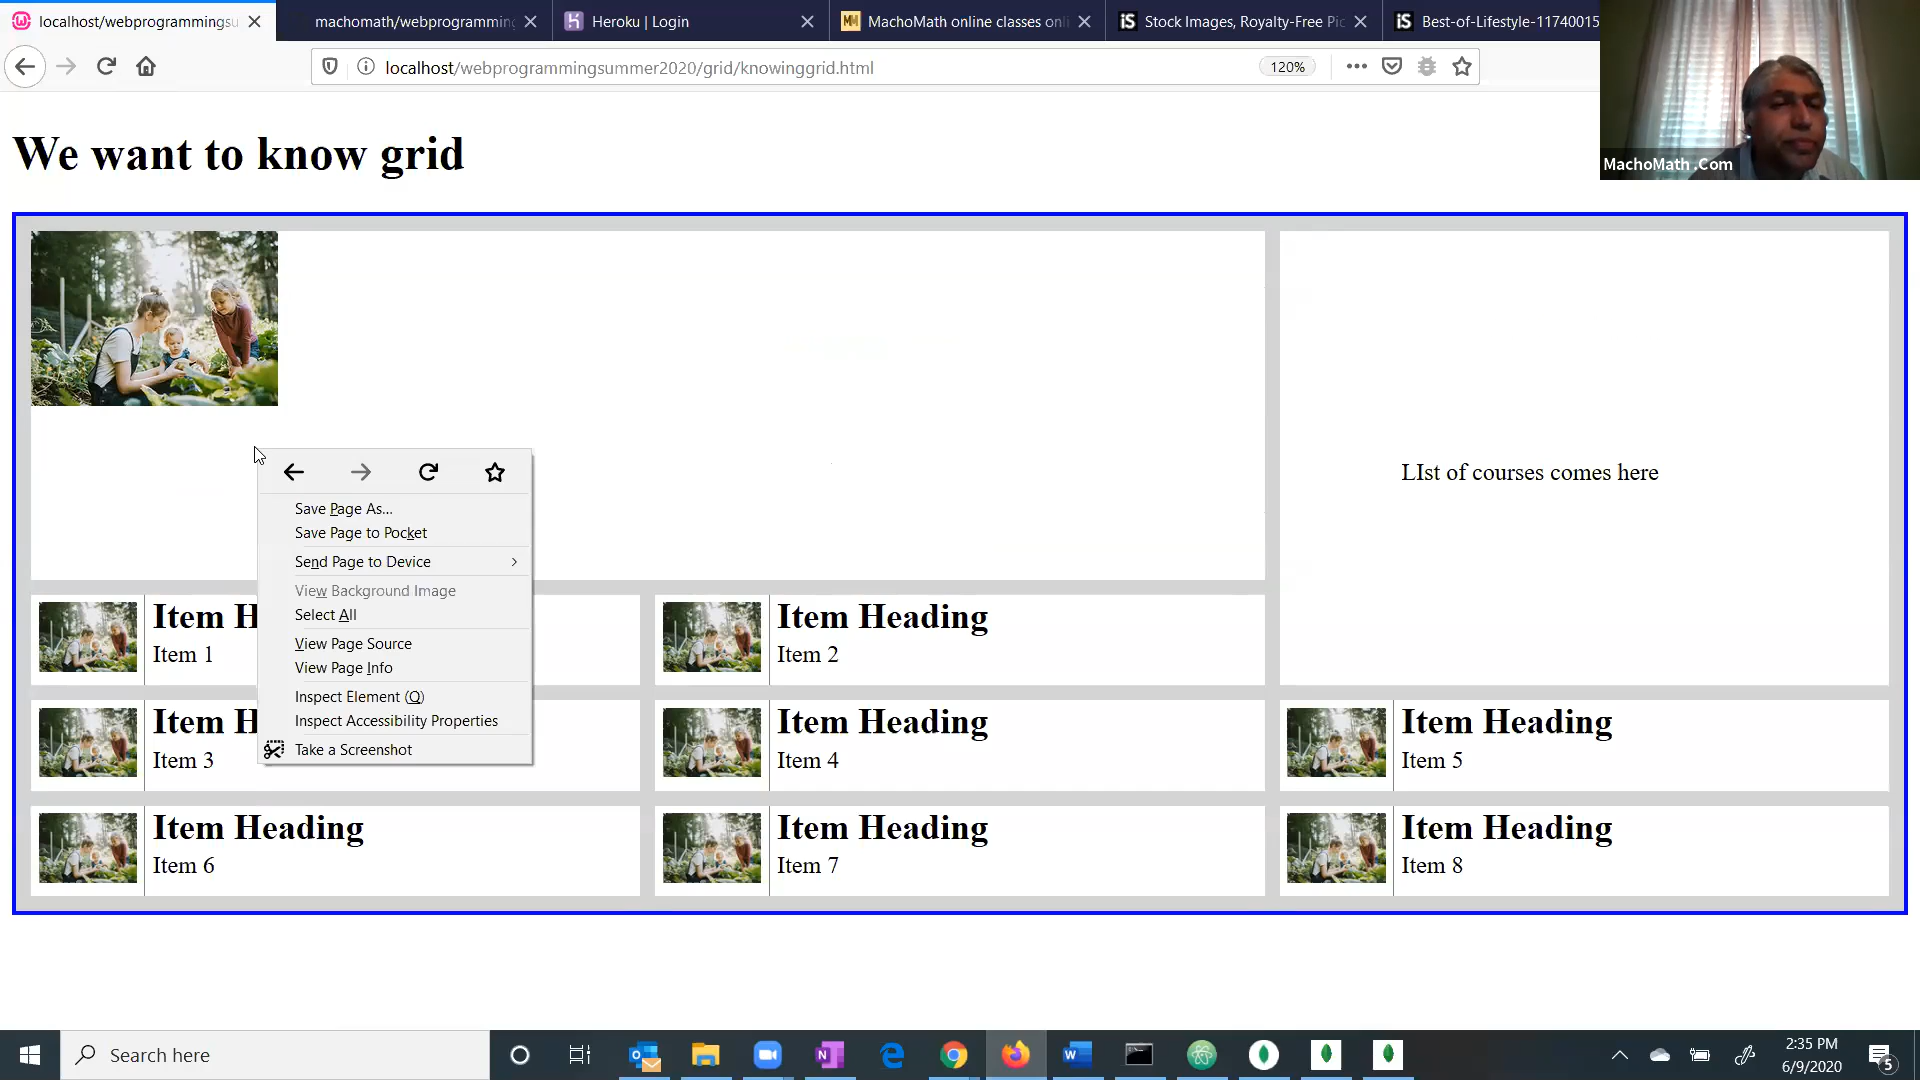 localhost/webprogrammingsu
machomath/webprogramming
Heroku | Login
MachoMath online classes onli
Stock Images, Royalty-Free Pic
Best-of-Lifestyle-11740015
localhost/webprogrammingsummer2020/grid/knowinggrid.html
120%
MachoMath .Com
We want to know grid
LIst of courses comes here
Save Page As...
Save Page to Pocket
Send Page to Device
View Background Image
Select All
View Page Source
View Page Info
Inspect Element (Q)
Inspect Accessibility Properties
Take a Screenshot
Item H
Item 1
Item Heading
Item 2
Item H
Item 3
Item Heading
Item 4
Item Heading
Item 5
Item Heading
Item 6
Item Heading
Item 7
Item Heading
Item 8
Search here
2:35 PM
6/9/2020
5